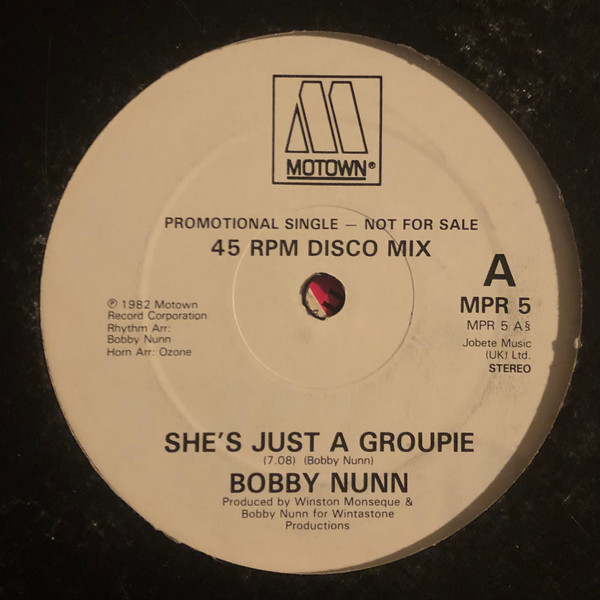 MOTOWN®
PROMOTIONAL SINGLE — NOT FOR SALE
45 RPM DISCO MIX
A
MPR 5
MPR 5 A§
Jobete Music
(UK) Ltd.
STEREO
℗ 1982 Motown
Record Corporation
Rhythm Arr:
Bobby Nunn
Horn Arr: Ozone
SHE'S JUST A GROUPIE
(7.08) (Bobby Nunn)
BOBBY NUNN
Produced by Winston Monseque &
Bobby Nunn for Wintastone
Productions